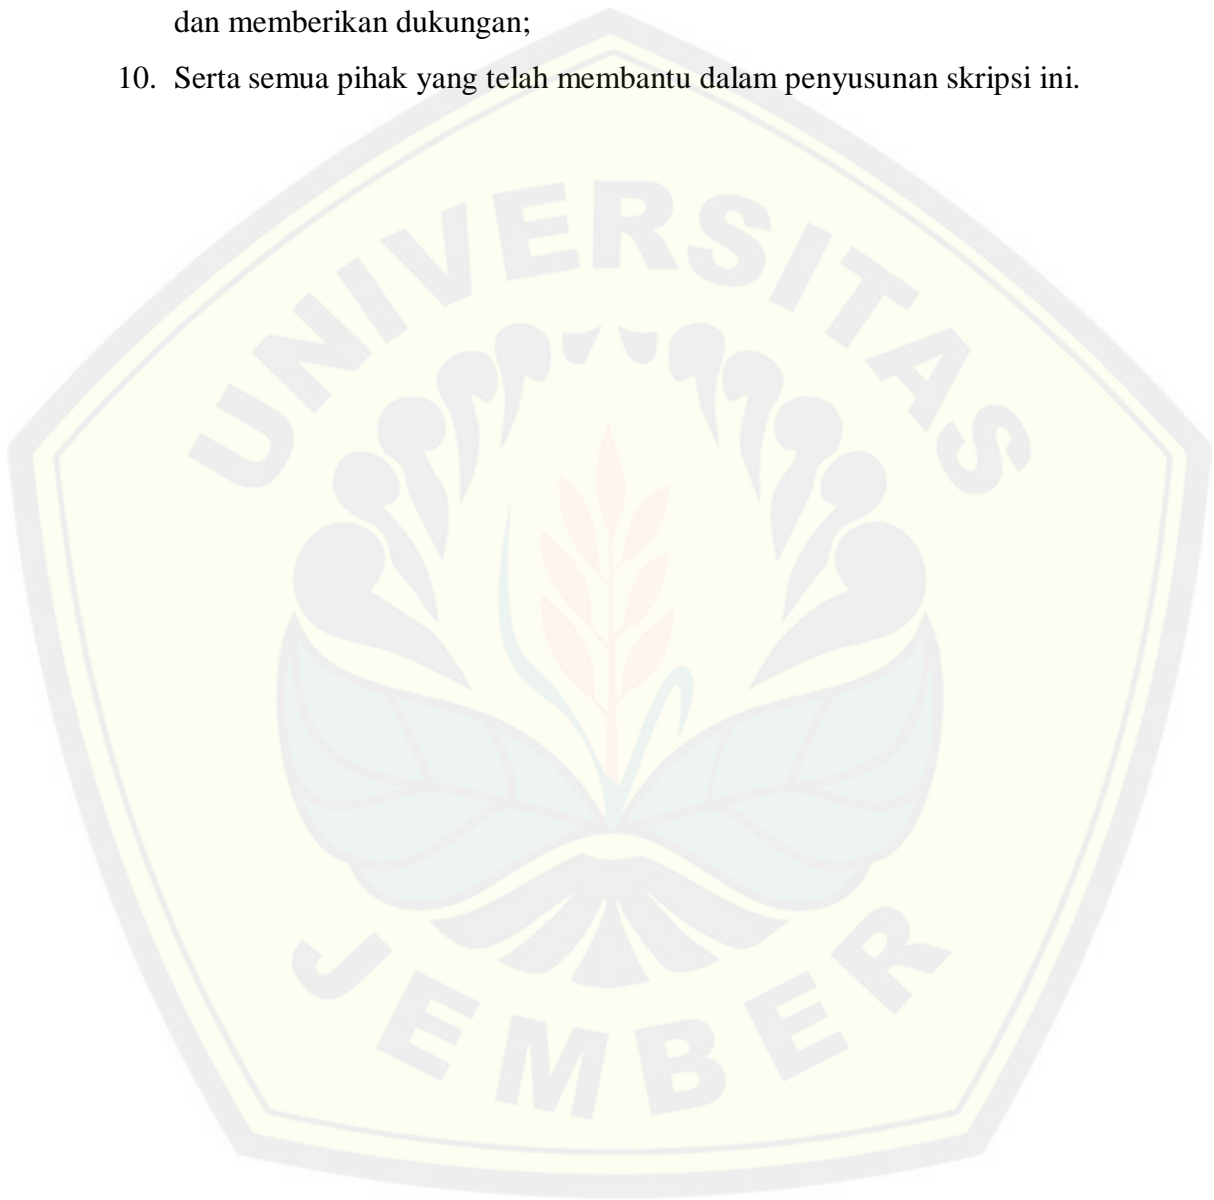 dan memberikan dukungan;
10. Serta semua pihak yang telah membantu dalam penyusunan skripsi ini.
UNIVERSITAS
JEMBER